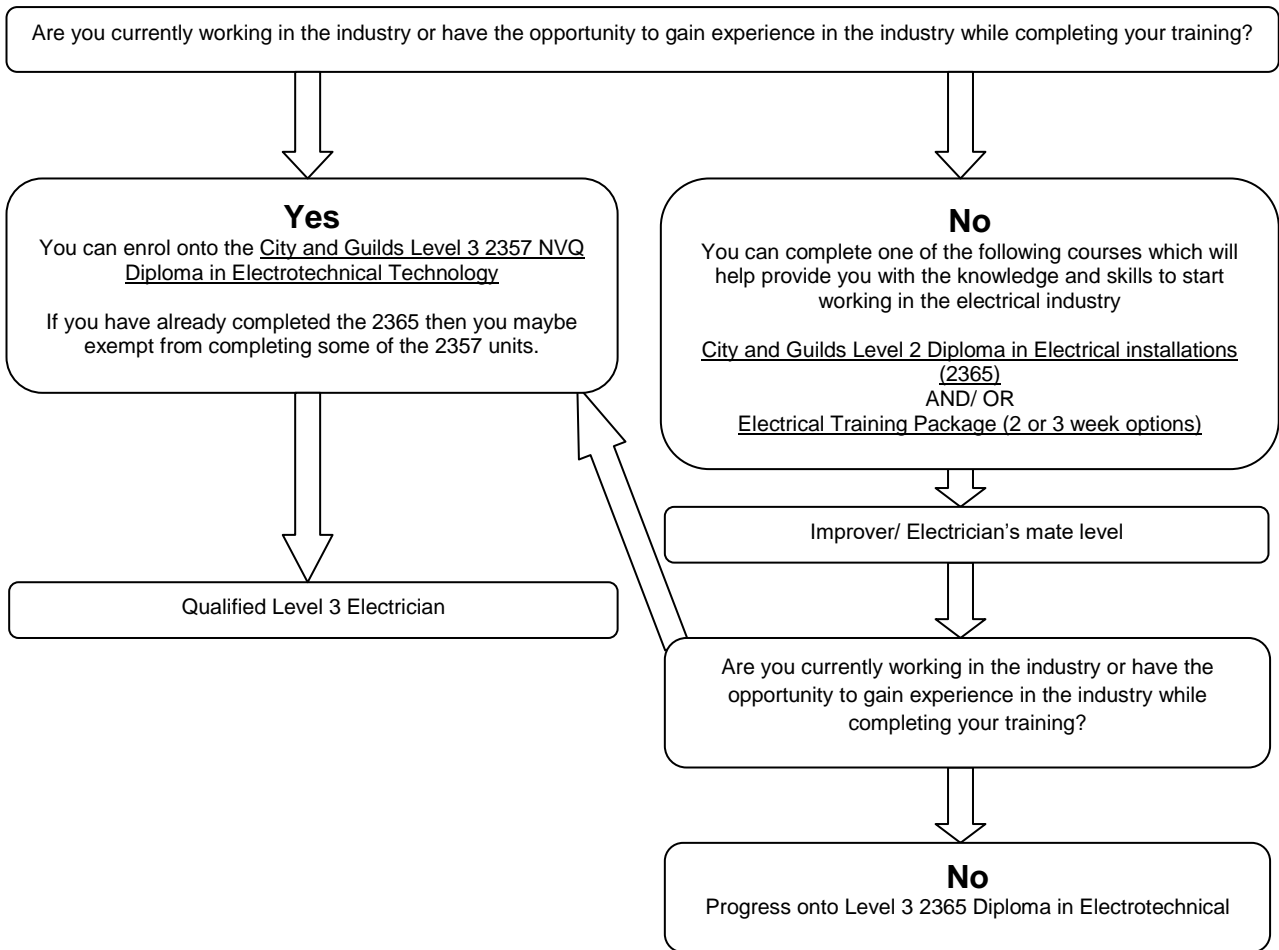 Are you currently working in the industry or have the opportunity to gain experience in the industry while completing your training?
Yes
You can enrol onto the City and Guilds Level 3 2357 NVQ
Diploma in Electrotechnical Technology
If you have already completed the 2365 then you maybe
exempt from completing some of the 2357 units.
Qualified Level 3 Electrician
No
You can complete one of the following courses which will
help provide you with the knowledge and skills to start
working in the electrical industry
City and Guilds Level 2 Diploma in Electrical installations
(2365)
AND/ OR
Electrical Training Package (2 or 3 week options)
Improver/ Electrician’s mate level
Are you currently working in the industry or have the
opportunity to gain experience in the industry while
completing your training?
No
Progress onto Level 3 2365 Diploma in Electrotechnical